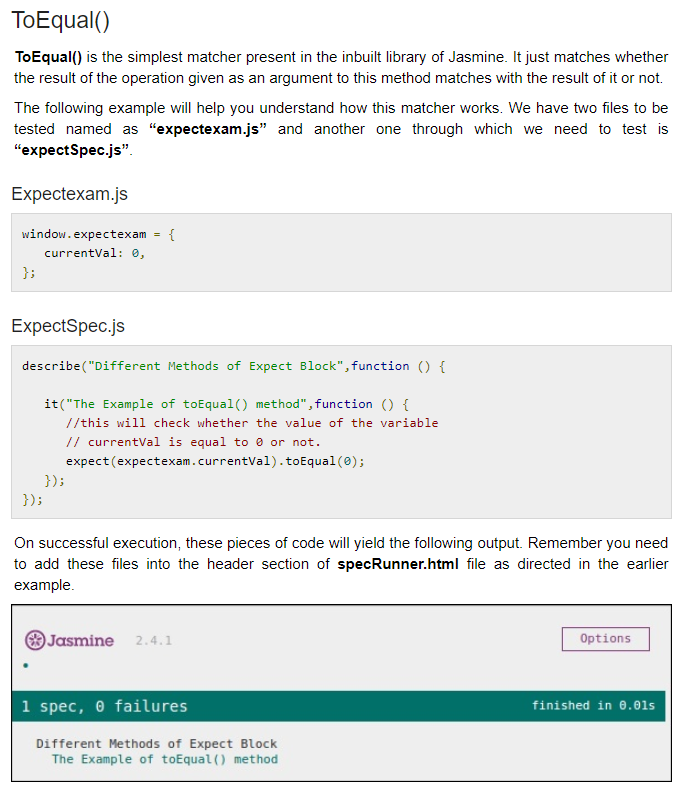 ToEqual()
ToEqual() is the simplest matcher present in the inbuilt library of Jasmine. It just matches whether
the result of the operation given as an argument to this method matches with the result of it or not.
The following example will help you understand how this matcher works. We have two files to be
tested named as “expectexam.js” and another one through which we need to test is
“expectSpec.js”.
Expectexam.js
window.expectexam = {
   currentVal: 0,
};
ExpectSpec.js
describe("Different Methods of Expect Block",function () {
   it("The Example of toEqual() method",function () {
      //this will check whether the value of the variable
      // currentVal is equal to 0 or not.
      expect(expectexam.currentVal).toEqual(0);
   });
});
On successful execution, these pieces of code will yield the following output. Remember you need
to add these files into the header section of specRunner.html file as directed in the earlier
example.
Jasmine 2.4.1 Options
1 spec, 0 failures finished in 0.01s
Different Methods of Expect Block
The Example of toEqual() method